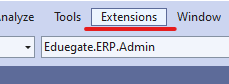 Analyze Tools Extensions Window
Eduegate.ERP.Admin